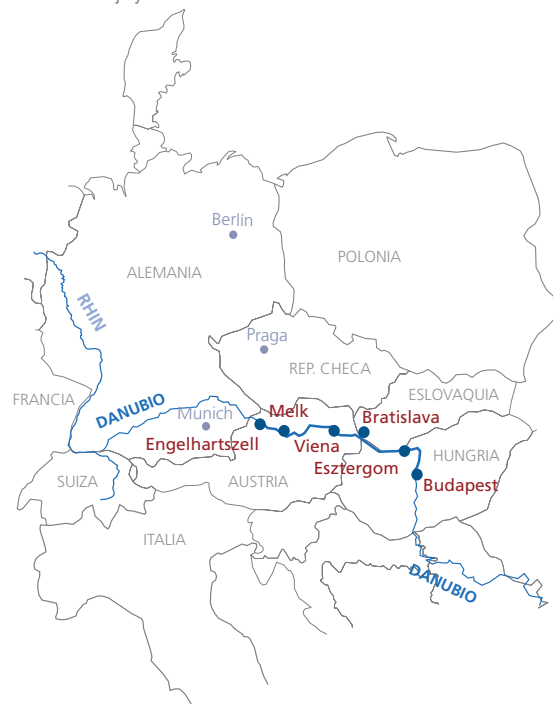 Berlín
POLONIA
ALEMANIA
RHIN
Praga
REP. CHECA
ESLOVAQUIA
FRANCIA
DANUBIO
Munich
Melk
Bratislava
Engelhartszell
Viena
Esztergom
HUNGRIA
SUIZA
AUSTRIA
Budapest
ITALIA
DANUBIO